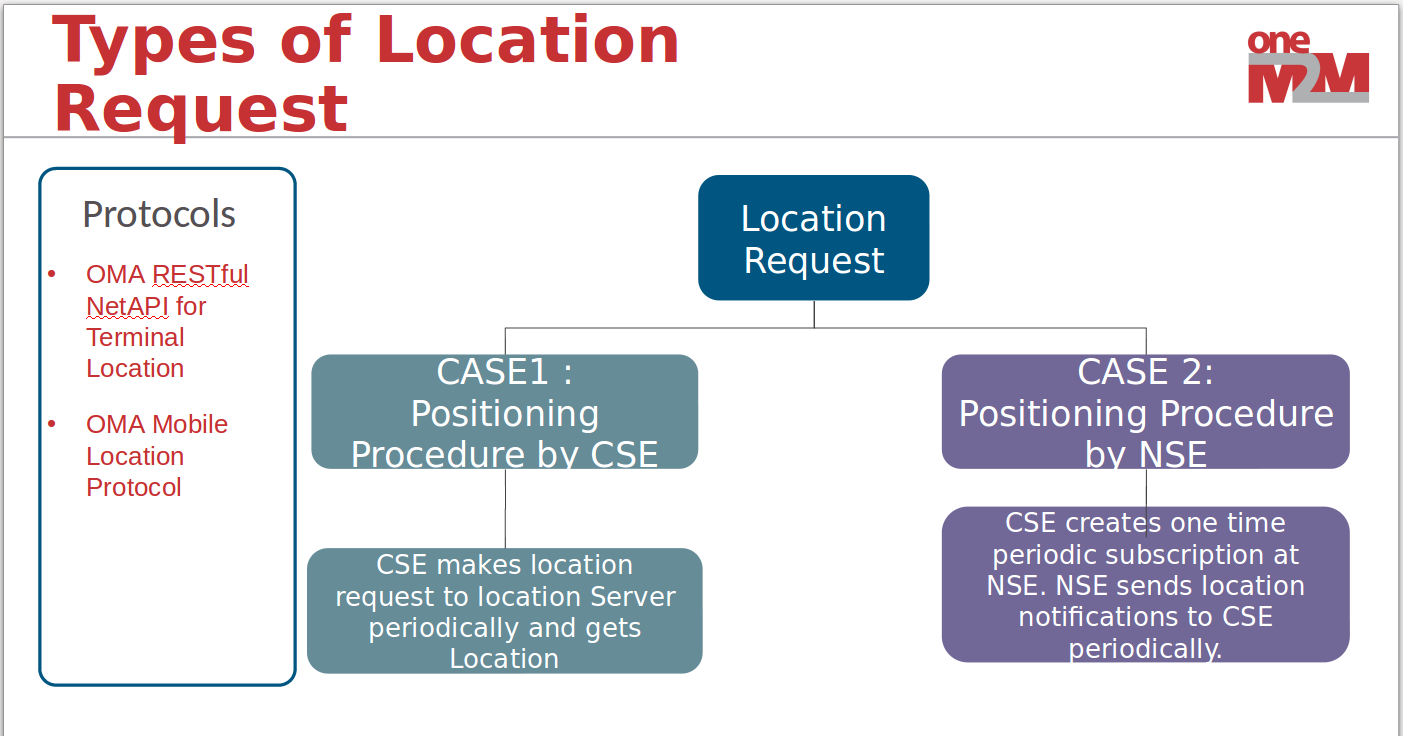 Types of Location
Request
one
M2M
Protocols
• OMA RESTful
NetAPI for
Terminal
Location
• OMA Mobile
Location
Protocol
Location
Request
CASE1 :
Positioning
Procedure by CSE
CSE makes location
request to location Server
periodically and gets
Location
CASE 2:
Positioning Procedure
by NSE
CSE creates one time
periodic subscription at
NSE. NSE sends location
notifications to CSE
periodically.